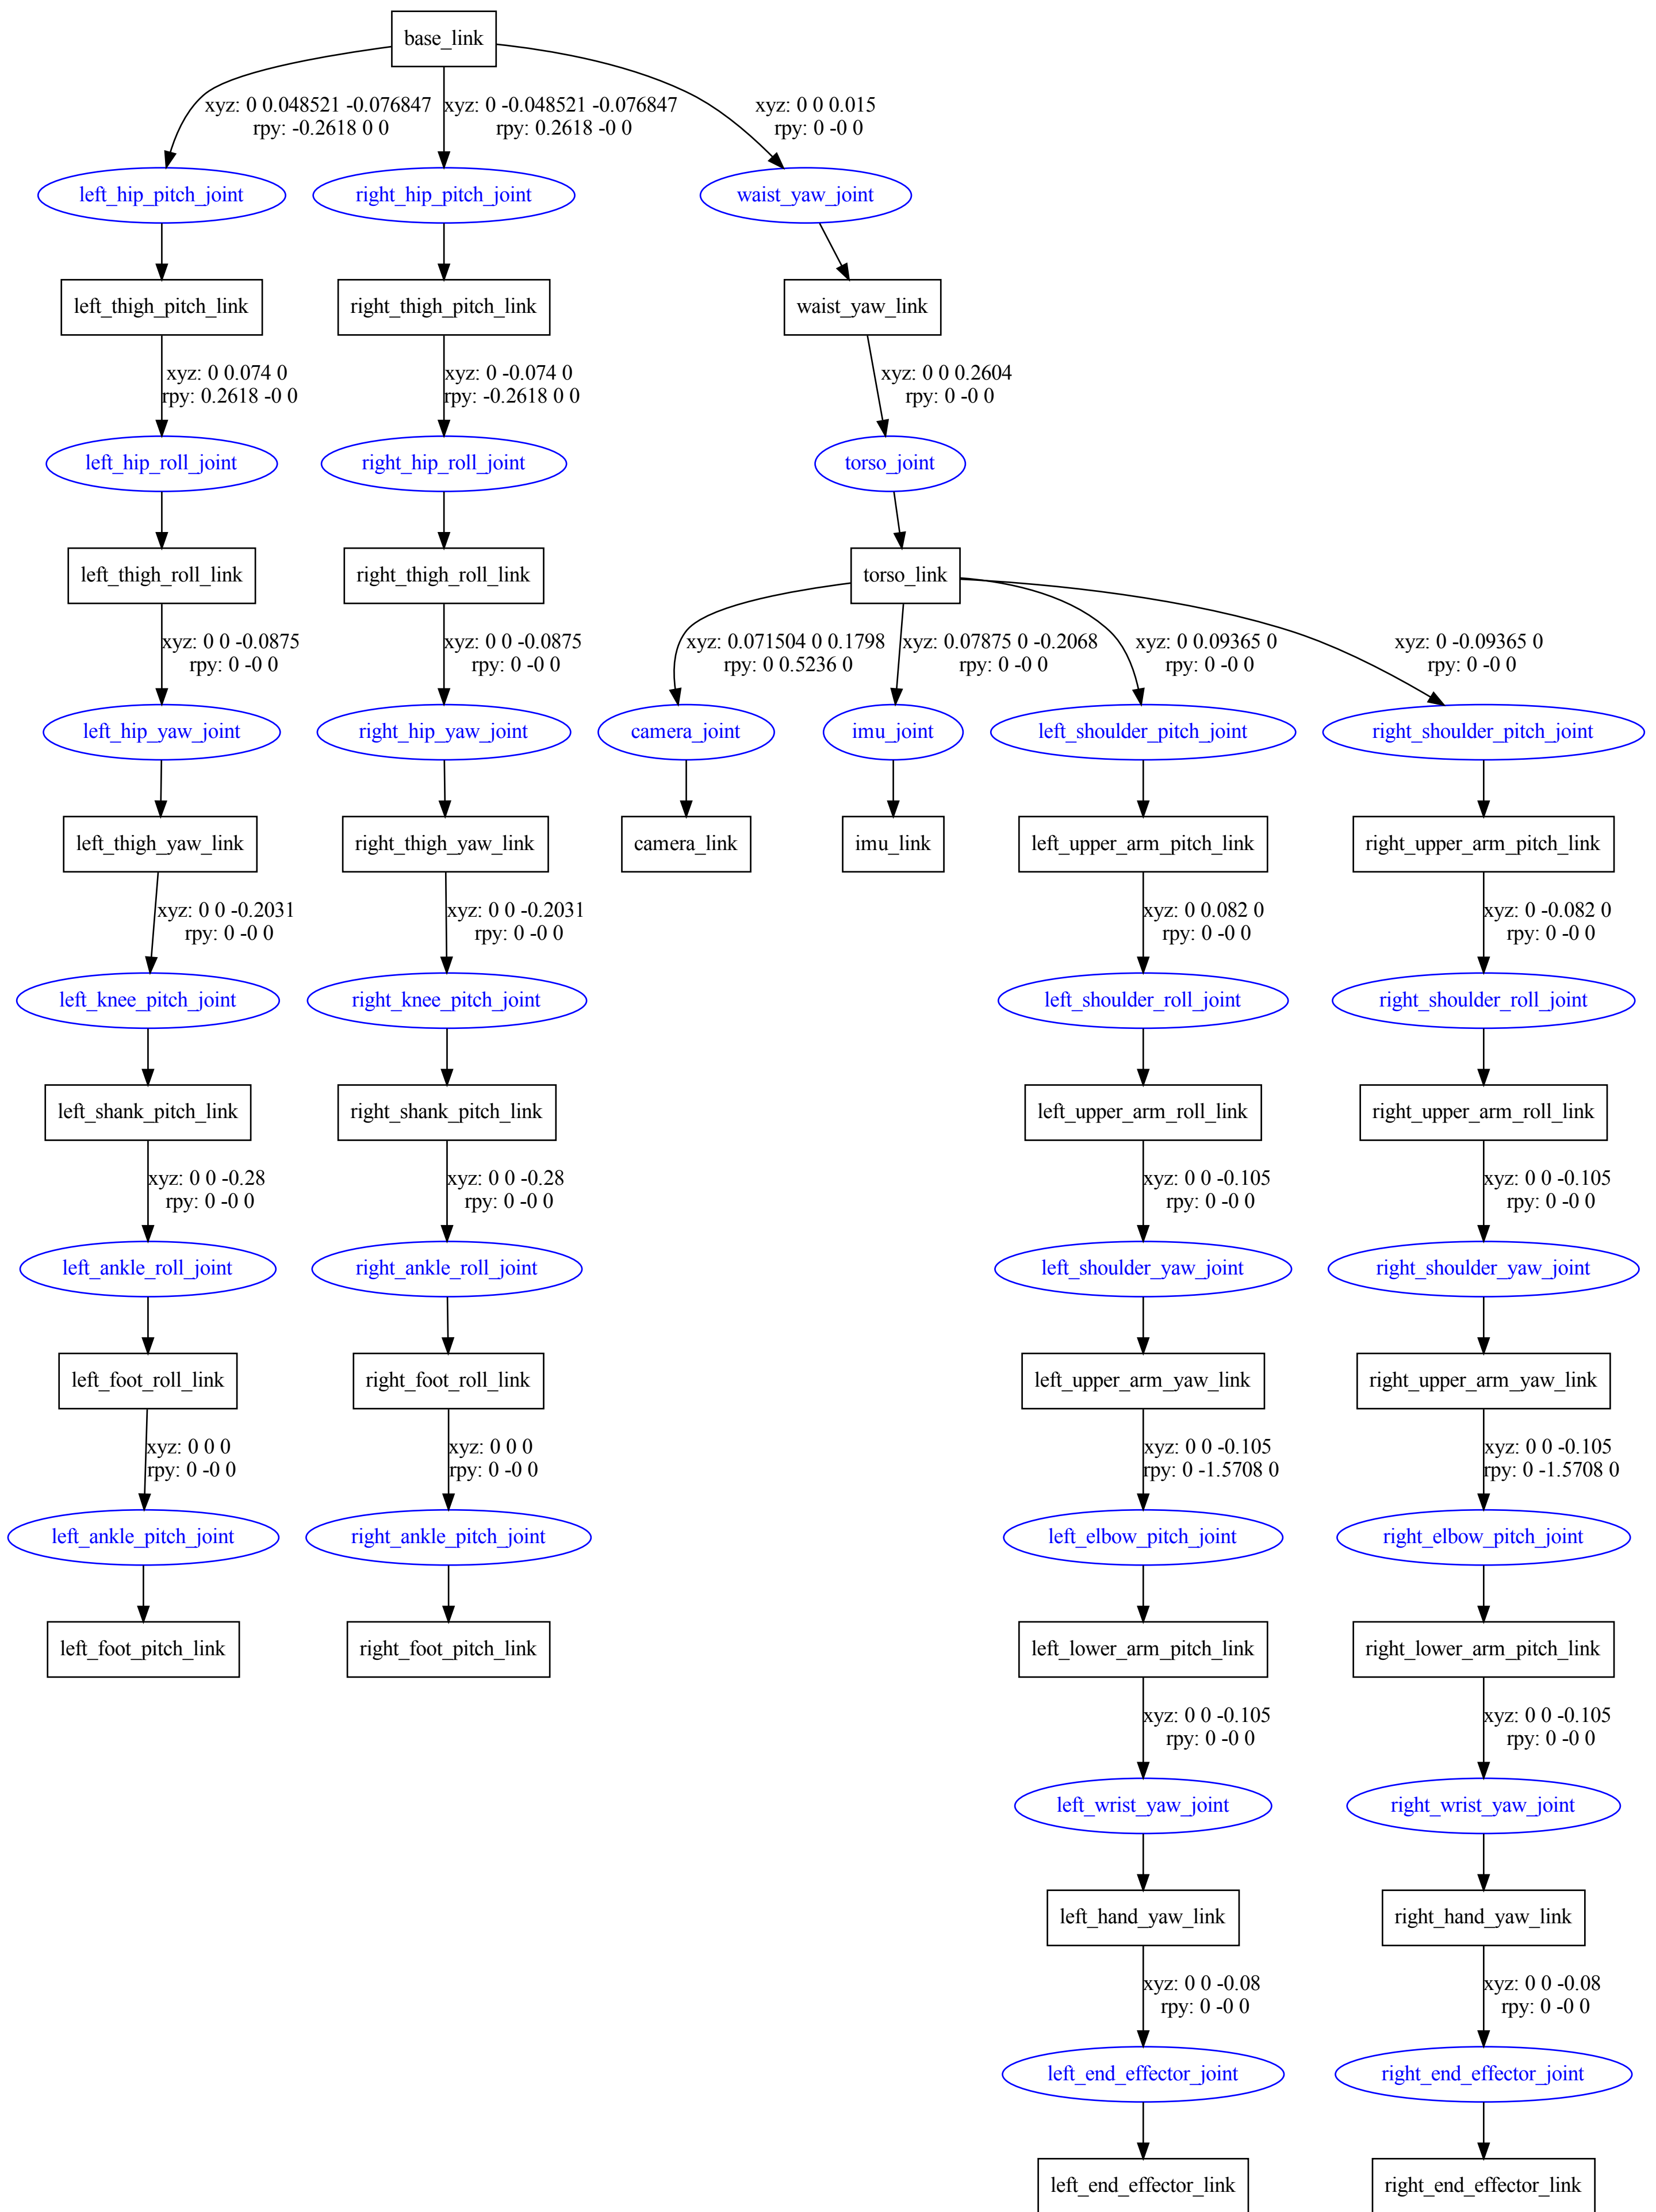 base_link
xyz: 0 0.048521 -0.076847
rpy: -0.2618 0 0
xyz: 0 -0.048521 -0.076847
rpy: 0.2618 -0 0
xyz: 0 0 0.015
rpy: 0 -0 0
left_hip_pitch_joint
right_hip_pitch_joint
waist_yaw_joint
left_thigh_pitch_link
right_thigh_pitch_link
waist_yaw_link
xyz: 0 0.074 0
rpy: 0.2618 -0 0
xyz: 0 -0.074 0
rpy: -0.2618 0 0
xyz: 0 0 0.2604
rpy: 0 -0 0
left_hip_roll_joint
right_hip_roll_joint
torso_joint
left_thigh_roll_link
right_thigh_roll_link
torso_link
xyz: 0 0 -0.0875
rpy: 0 -0 0
xyz: 0 0 -0.0875
rpy: 0 -0 0
xyz: 0.071504 0 0.1798
rpy: 0 0.5236 0
xyz: 0.07875 0 -0.2068
rpy: 0 -0 0
xyz: 0 0.09365 0
rpy: 0 -0 0
xyz: 0 -0.09365 0
rpy: 0 -0 0
left_hip_yaw_joint
right_hip_yaw_joint
camera_joint
imu_joint
left_shoulder_pitch_joint
right_shoulder_pitch_joint
left_thigh_yaw_link
right_thigh_yaw_link
camera_link
imu_link
left_upper_arm_pitch_link
right_upper_arm_pitch_link
xyz: 0 0 -0.2031
rpy: 0 -0 0
xyz: 0 0 -0.2031
rpy: 0 -0 0
xyz: 0 0.082 0
rpy: 0 -0 0
xyz: 0 -0.082 0
rpy: 0 -0 0
left_knee_pitch_joint
right_knee_pitch_joint
left_shoulder_roll_joint
right_shoulder_roll_joint
left_shank_pitch_link
right_shank_pitch_link
left_upper_arm_roll_link
right_upper_arm_roll_link
xyz: 0 0 -0.28
rpy: 0 -0 0
xyz: 0 0 -0.28
rpy: 0 -0 0
xyz: 0 0 -0.105
rpy: 0 -0 0
xyz: 0 0 -0.105
rpy: 0 -0 0
left_ankle_roll_joint
right_ankle_roll_joint
left_shoulder_yaw_joint
right_shoulder_yaw_joint
left_foot_roll_link
right_foot_roll_link
left_upper_arm_yaw_link
right_upper_arm_yaw_link
xyz: 0 0 0
rpy: 0 -0 0
xyz: 0 0 0
rpy: 0 -0 0
xyz: 0 0 -0.105
rpy: 0 -1.5708 0
xyz: 0 0 -0.105
rpy: 0 -1.5708 0
left_ankle_pitch_joint
right_ankle_pitch_joint
left_elbow_pitch_joint
right_elbow_pitch_joint
left_foot_pitch_link
right_foot_pitch_link
left_lower_arm_pitch_link
right_lower_arm_pitch_link
xyz: 0 0 -0.105
rpy: 0 -0 0
xyz: 0 0 -0.105
rpy: 0 -0 0
left_wrist_yaw_joint
right_wrist_yaw_joint
left_hand_yaw_link
right_hand_yaw_link
xyz: 0 0 -0.08
rpy: 0 -0 0
xyz: 0 0 -0.08
rpy: 0 -0 0
left_end_effector_joint
right_end_effector_joint
left_end_effector_link
right_end_effector_link